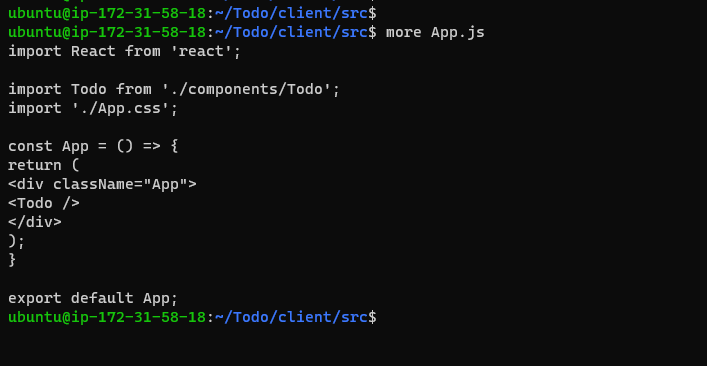 ubuntu@ip-172-31-58-18:~/Todo/client/src$
ubuntu@ip-172-31-58-18:~/Todo/client/src$ more App.js
import React from 'react';

import Todo from './components/Todo';
import './App.css';

const App = () => {
return (
<div className="App">
<Todo />
</div>
);
}

export default App;
ubuntu@ip-172-31-58-18:~/Todo/client/src$